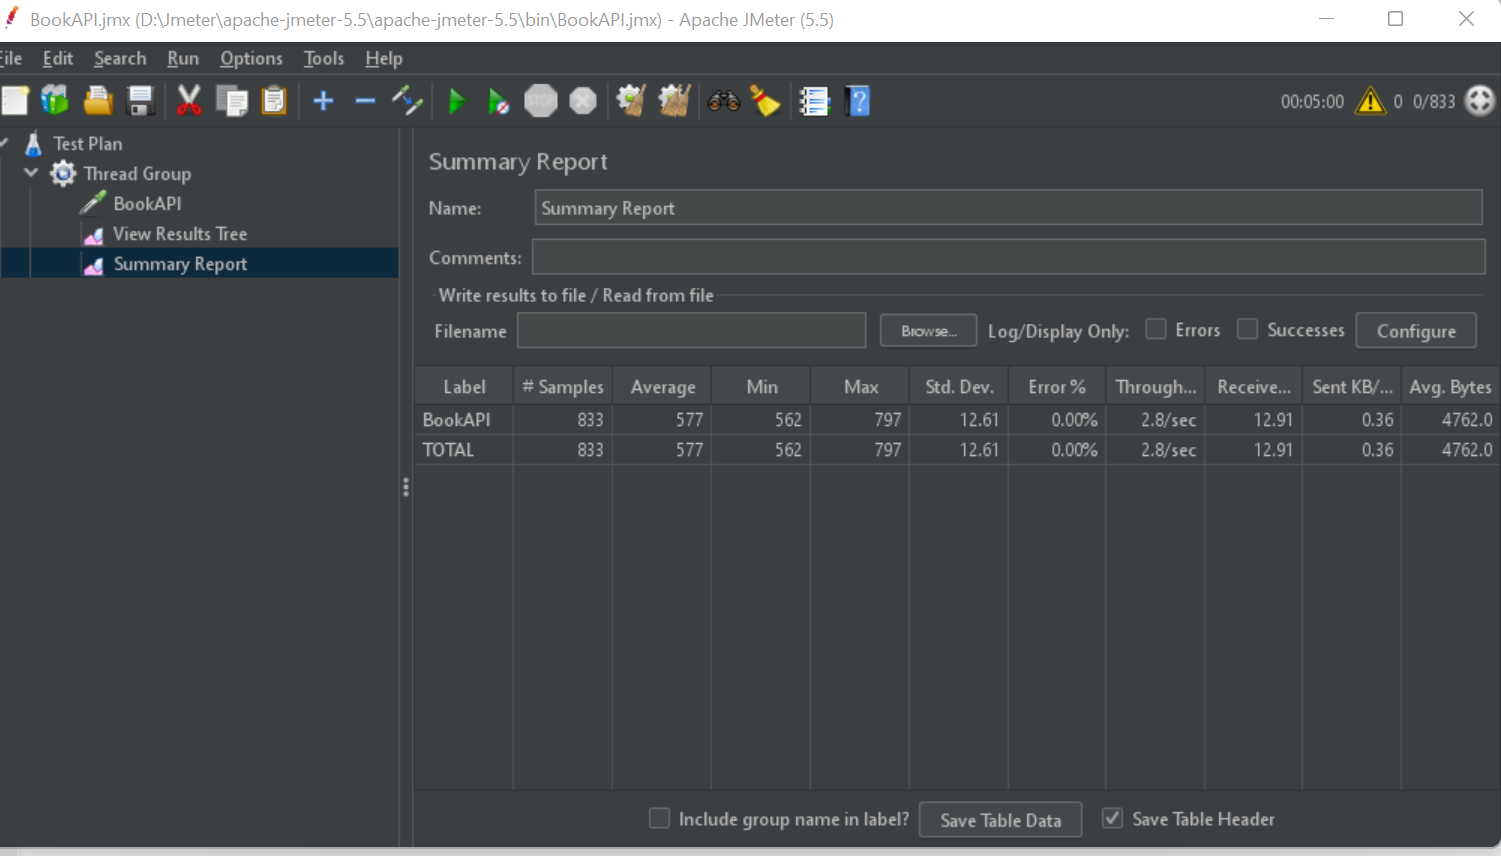 BookAPI.jmx (D:\Jmeter\apache-jmeter-5.5\apache-jmeter-5.5\bin\BookAPI.jmx) - Apache JMeter (5.5)
File Edit Search Run Options Tools Help
STOP 00:05:00 0 0/833
Test Plan
Thread Group
BookAPI
View Results Tree
Summary Report
Summary Report
Name: Summary Report
Comments:
Write results to file / Read from file
Filename Browse... Log/Display Only: Errors Successes Configure
Label # Samples Average Min Max Std. Dev. Error % Through... Receive... Sent KB/... Avg. Bytes
BookAPI 833 577 562 797 12.61 0.00% 2.8/sec 12.91 0.36 4762.0
TOTAL 833 577 562 797 12.61 0.00% 2.8/sec 12.91 0.36 4762.0
Include group name in label? Save Table Data Save Table Header